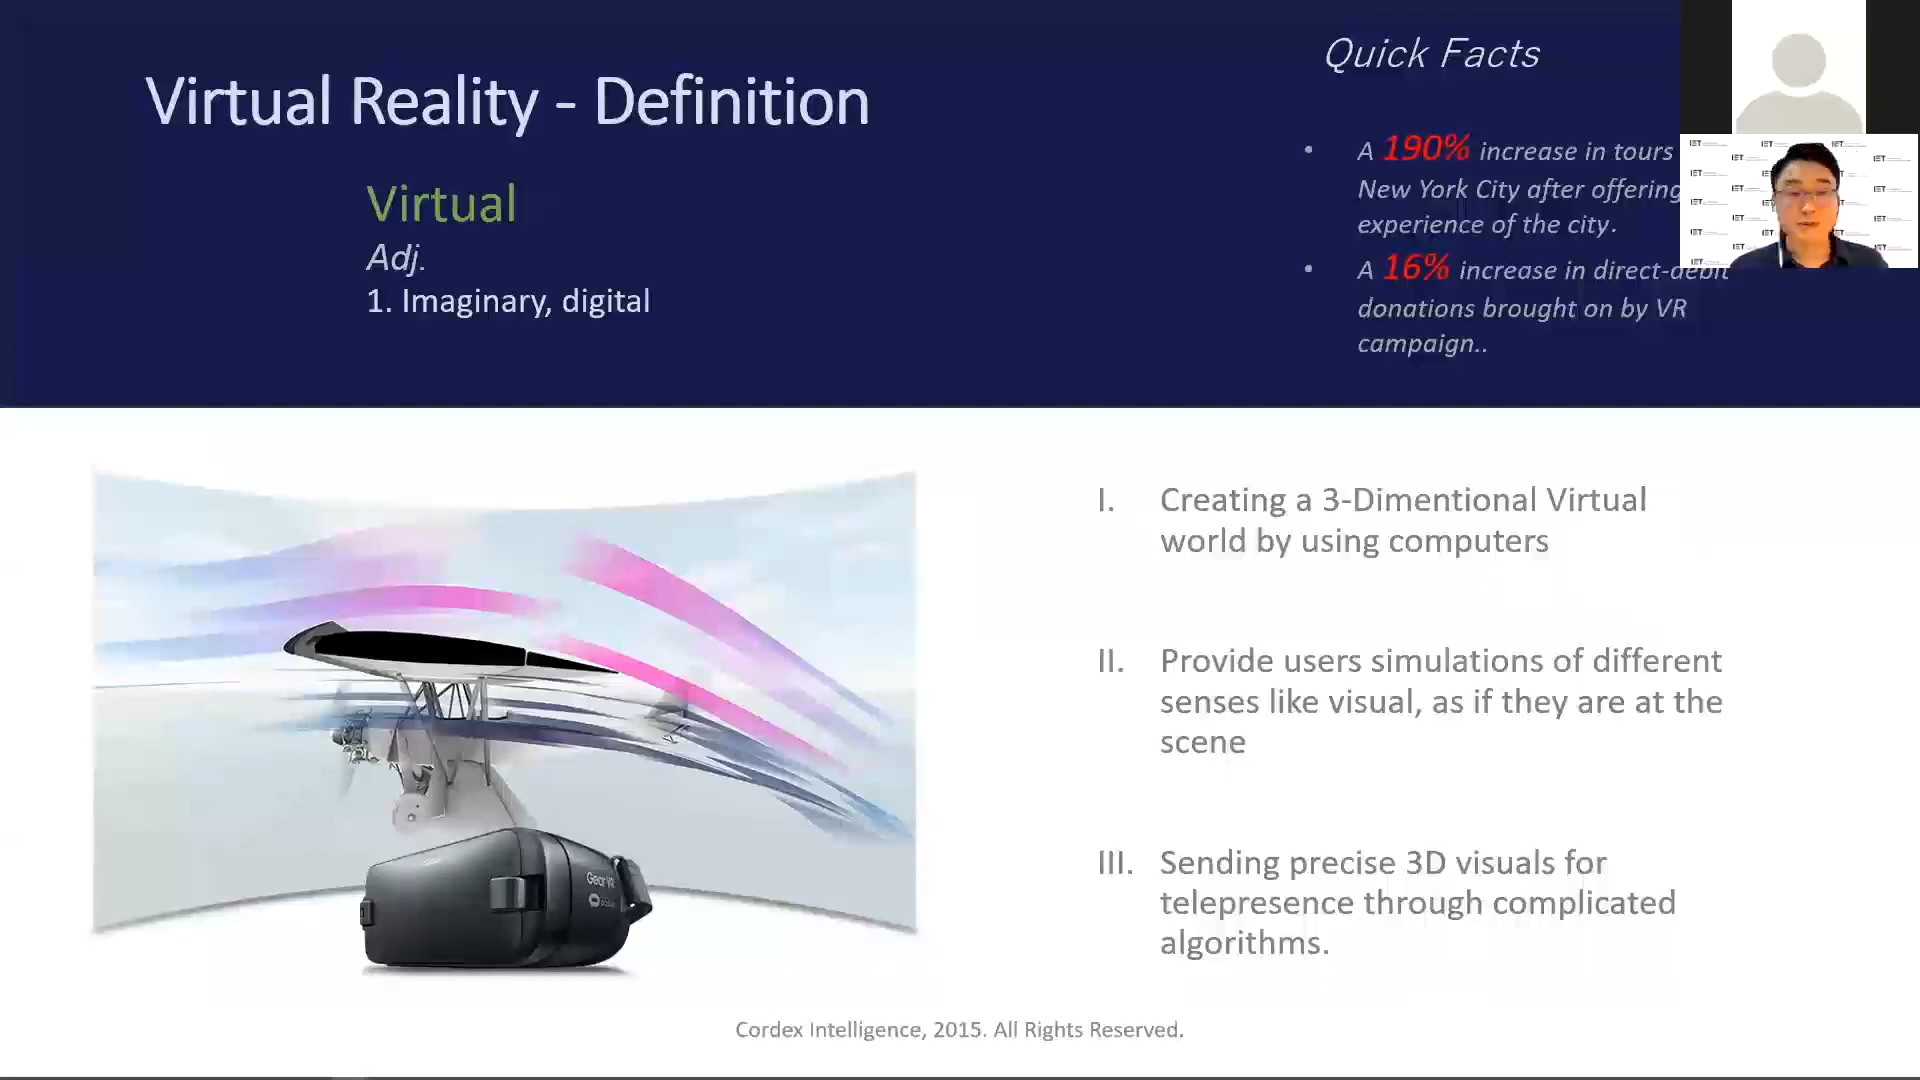 Virtual Reality - Definition
Virtual
Adj.
1. Imaginary, digital
Quick Facts
• A 190% increase in tours
New York City after offering
experience of the city.
• A 16% increase in direct-debit
donations brought on by VR
campaign..
IET
Gear VR
I. Creating a 3-Dimentional Virtual
world by using computers
II. Provide users simulations of different
senses like visual, as if they are at the
scene
III. Sending precise 3D visuals for
telepresence through complicated
algorithms.
Cordex Intelligence, 2015. All Rights Reserved.